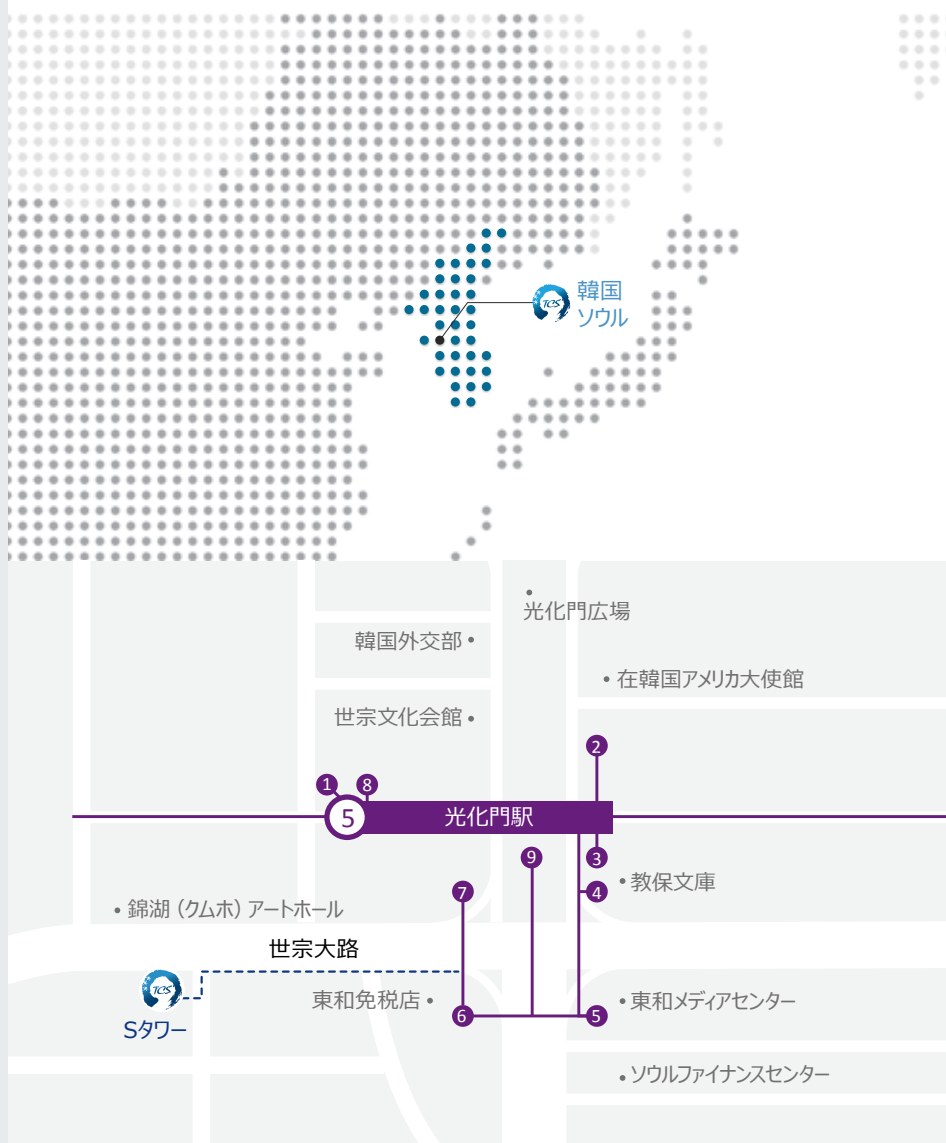 TCS
韓国
ソウル
光化門広場
韓国外交部
在韓国アメリカ大使館
世宗文化会館
2
1
8
5
光化門駅
9
3
7
4
教保文庫
錦湖（クムホ）アートホール
世宗大路
TCS
東和免税店
6
5
東和メディアセンター
Sタワー
ソウルファイナンスセンター